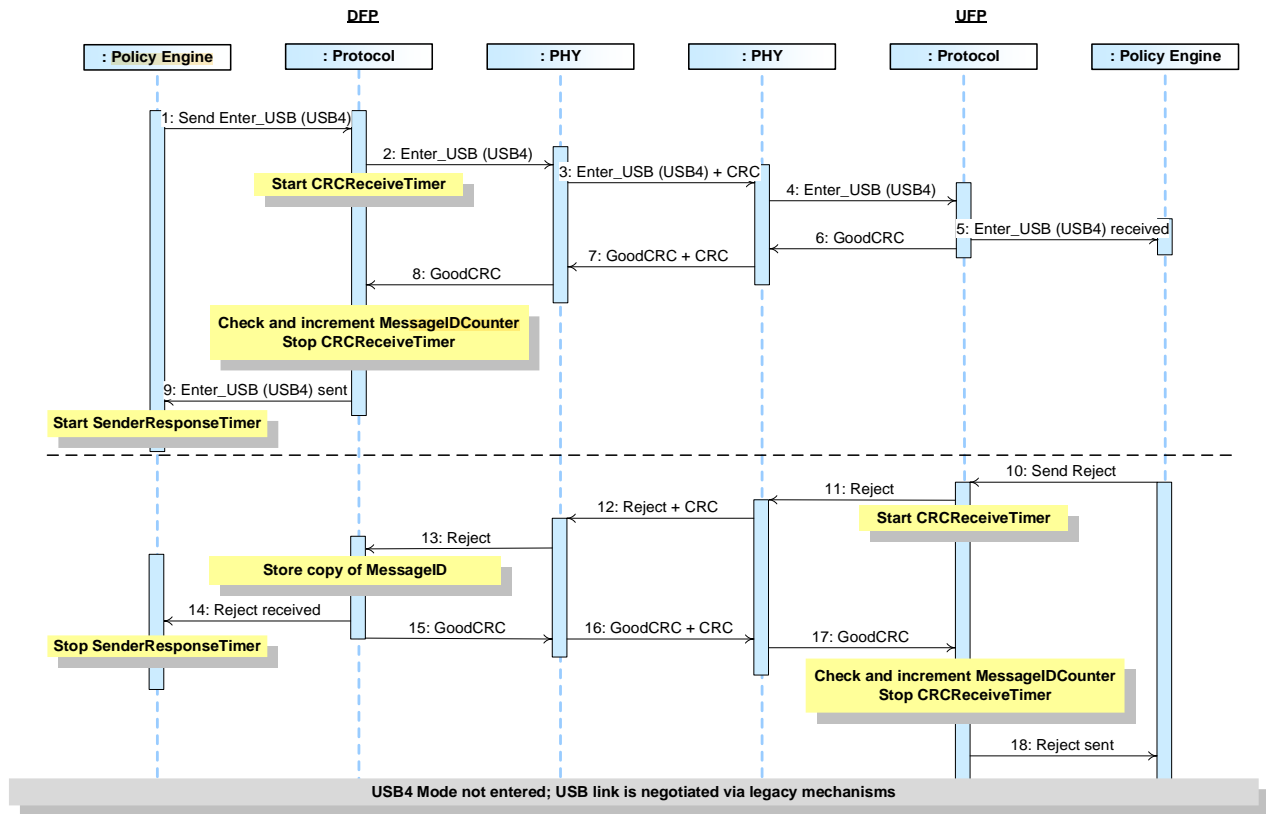 DFP
UFP
: Policy Engine
: Protocol
: PHY
: PHY
: Protocol
: Policy Engine
1: Send Enter_USB (USB4)
2: Enter_USB (USB4)
Start CRCReceiveTimer
3: Enter_USB (USB4) + CRC
4: Enter_USB (USB4)
5: Enter_USB (USB4) received
6: GoodCRC
7: GoodCRC + CRC
8: GoodCRC
Check and increment MessageIDCounter
Stop CRCReceiveTimer
9: Enter_USB (USB4) sent
Start SenderResponseTimer
10: Send Reject
11: Reject
Start CRCReceiveTimer
12: Reject + CRC
13: Reject
Store copy of MessageID
14: Reject received
Stop SenderResponseTimer
15: GoodCRC
16: GoodCRC + CRC
17: GoodCRC
Check and increment MessageIDCounter
Stop CRCReceiveTimer
18: Reject sent
USB4 Mode not entered; USB link is negotiated via legacy mechanisms